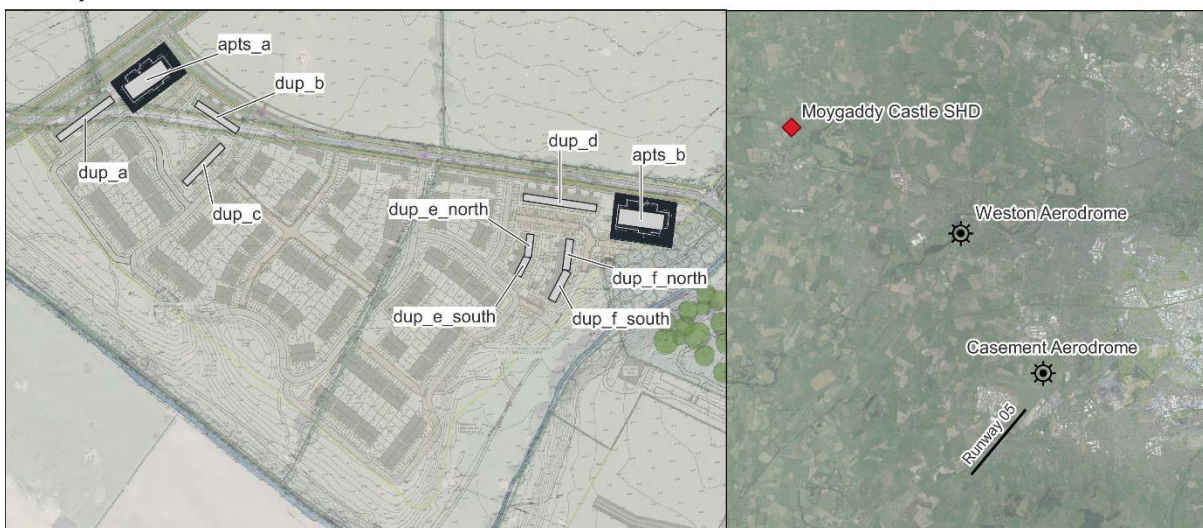 apts_a
dup_b
dup_a
dup_c
dup_d
apts_b
dup_e_north
dup_f_north
dup_e_south
dup_f_south
Moygaddy Castle SHD
Weston Aerodrome
Casement Aerodrome
Runway 05